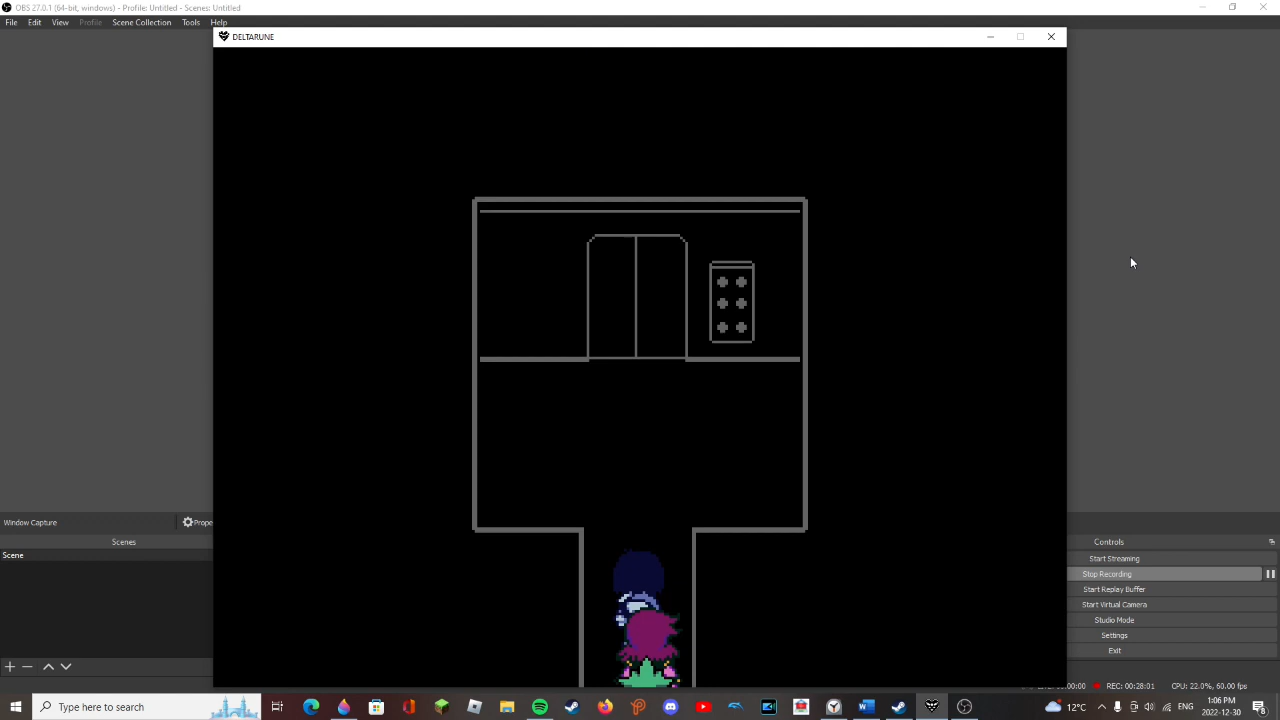 OBS 27.0.1 (64-bit, windows) - Profile: Untitled - Scenes: Untitled
File Edit View Profile Scene Collection Tools Help
DELTARUNE
Window Capture
Prope
Scenes
Controls
Scene
Start Streaming
Stop Recording
Start Replay Buffer
Start Virtual Camera
Studio Mode
Settings
Exit
REC: 00:28:01
CPU: 22.0%, 60.00 fps
Type here to search
12°C
ENG
1:06 PM
2022-12-30
8